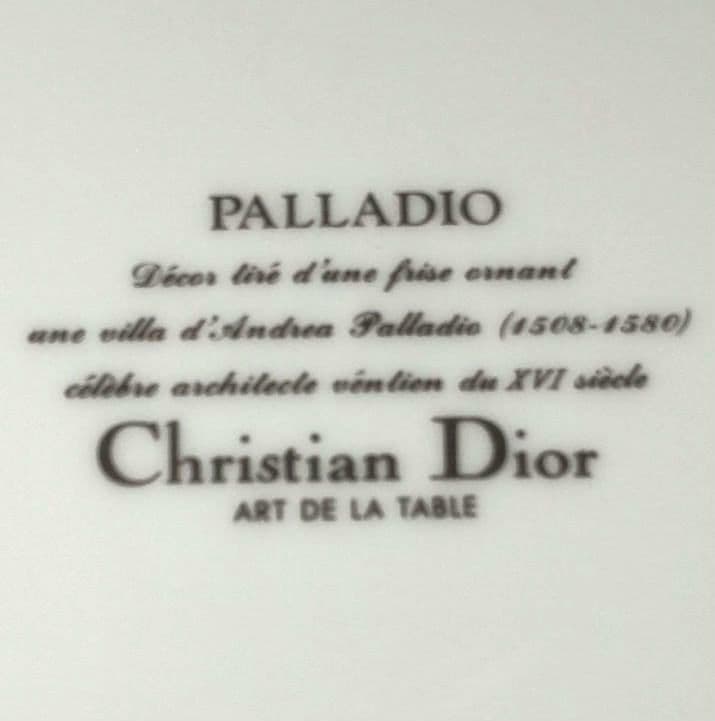 PALLADIO
Décor tiré d'une frise ornant
une villa d'Andrea Palladio (1508-1580)
célèbre architecte véntien du XVI siècle
Christian Dior
ART DE LA TABLE